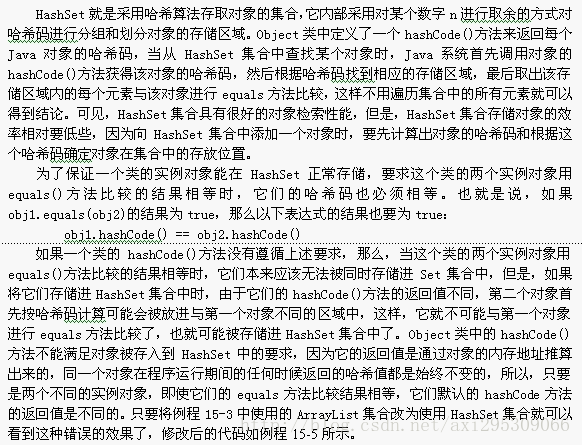 HashSet 就是采用哈希算法存取对象的集合，它内部采用对某个数字 n 进行取余的方式对
哈希码进行分组和划分对象的存储区域。Object 类中定义了一个 hashCode()方法来返回每个
Java 对象的哈希码，当从 HashSet 集合中查找某个对象时，Java 系统首先调用对象的
hashCode()方法获得该对象的哈希码，然后根据哈希码找到相应的存储区域，最后取出该存
储区域内的每个元素与该对象进行 equals 方法比较，这样不用遍历集合中的所有元素就可以
得到结论。可见，HashSet 集合具有很好的对象检索性能，但是，HashSet 集合存储对象的效
率相对要低些，因为向 HashSet 集合中添加一个对象时，要先计算出对象的哈希码和根据这
个哈希码确定对象在集合中的存放位置。
为了保证一个类的实例对象能在 HashSet 正常存储，要求这个类的两个实例对象用
equals()方法比较的结果相等时，它们的哈希码也必须相等。也就是说，如果
obj1.equals(obj2)的结果为 true，那么以下表达式的结果也要为 true：
obj1.hashCode() == obj2.hashCode()
如果一个类的 hashCode()方法没有遵循上述要求，那么，当这个类的两个实例对象用
equals()方法比较的结果相等时，它们本来应该无法被同时存储进 Set 集合中，但是，如果
将它们存储进 HashSet 集合中时，由于它们的 hashCode()方法的返回值不同，第二个对象首
先按哈希码计算可能会被放进与第一个对象不同的区域中，这样，它就不可能与第一个对象
进行 equals 方法比较了，也就可能被存储进 HashSet 集合中了。Object 类中的 hashCode()
方法不能满足对象被存入到 HashSet 中的要求，因为它的返回值是通过对象的内存地址推算
出来的，同一个对象在程序运行期间的任何时候返回的哈希值都是始终不变的，所以，只要
是两个不同的实例对象，即使它们的 equals 方法比较结果相等，它们默认的 hashCode 方法
的返回值是不同的。只要将例程 15-3 中使用的 ArrayList 集合改为使用 HashSet 集合就可以
看到这种错误的效果了，修改后的代码如例程 15-5 所示。
http://blog.csdn.net/axi295309066